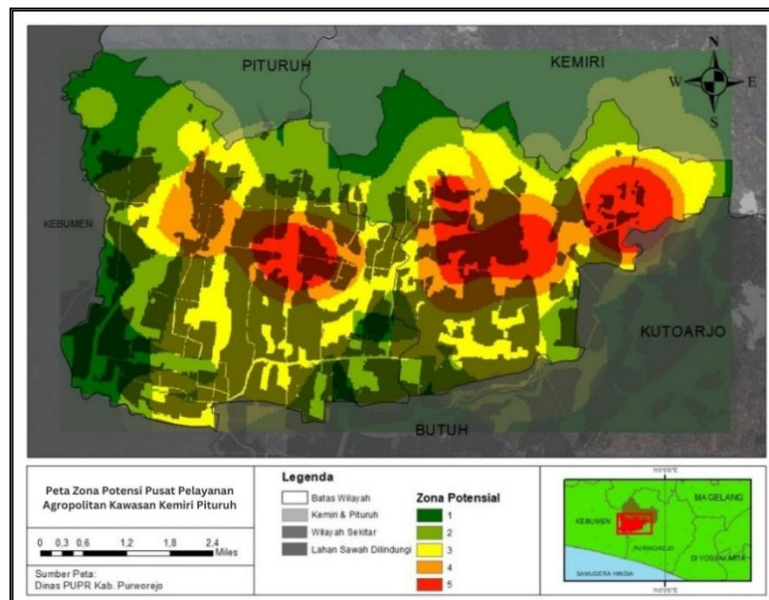 PITURUH
KEMIRI
N
W
E
S
KEBUMEN
KUTOARJO
BUTUH
Peta Zona Potensi Pusat Pelayanan
Agropolitan Kawasan Kemiri Pituruh
0 0,3 0,6 1,2 1,8 2,4
Miles
Sumber Peta:
Dinas PUPR Kab. Purworejo
Legenda
Batas Wilayah
Kemiri & Pituruh
Wilayah Sekitar
Lahan Sawah Dilindungi
Zona Potensial
1
2
3
4
5
MAGELANG
KEBUMEN
PURWOREJO
DI YOGYAKARTA
SAMUDERA HINDIA